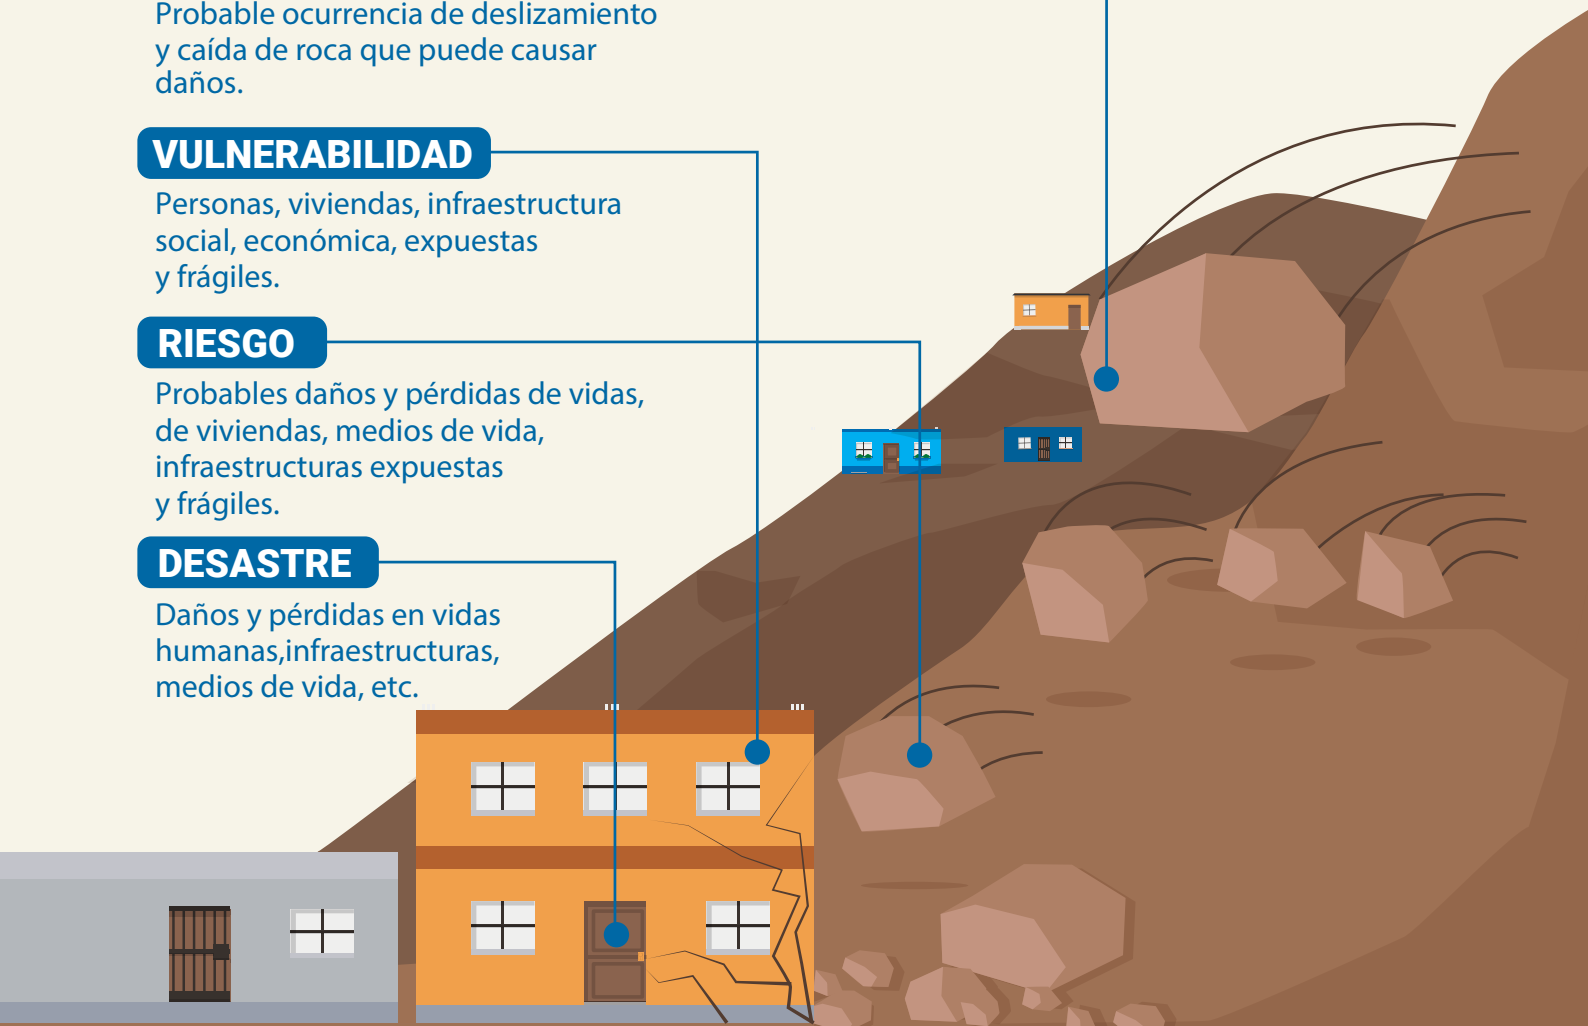 Probable ocurrencia de deslizamiento
y caída de roca que puede causar
daños.
VULNERABILIDAD
Personas, viviendas, infraestructura
social, económica, expuestas
y frágiles.
RIESGO
Probables daños y pérdidas de vidas,
de viviendas, medios de vida,
infraestructuras expuestas
y frágiles.
DESASTRE
Daños y pérdidas en vidas
humanas,infraestructuras,
medios de vida, etc.